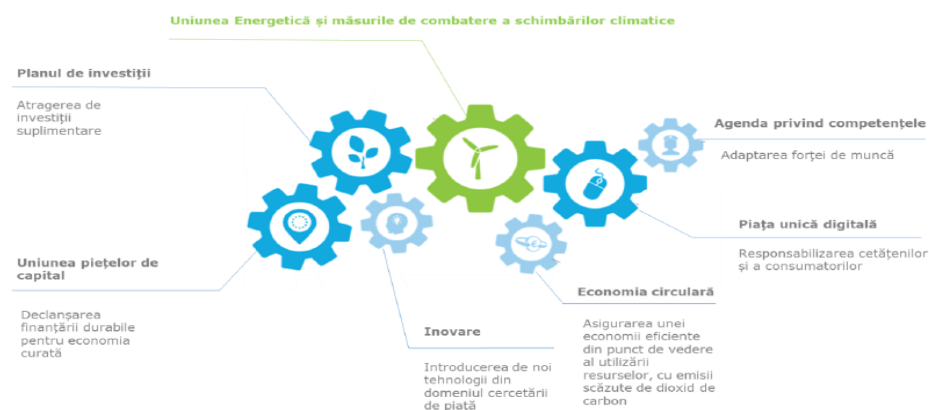 Uniunea Energetică și măsurile de combatere a schimbărilor climatice
Planul de investiții
Atragerea de
investiții
suplimentare
Agenda privind competențele
Adaptarea forței de muncă
Piața unică digitală
Responsabilizarea cetățenilor
și a consumatorilor
Uniunea piețelor de
capital
Declanșarea
finanțării durabile
pentru economia
curată
Inovare
Introducerea de noi
tehnologii din
domeniul cercetării
de piață
Economia circulară
Asigurarea unei
economii eficiente
din punct de vedere
al utilizării
resurselor, cu emisii
scăzute de dioxid de
carbon